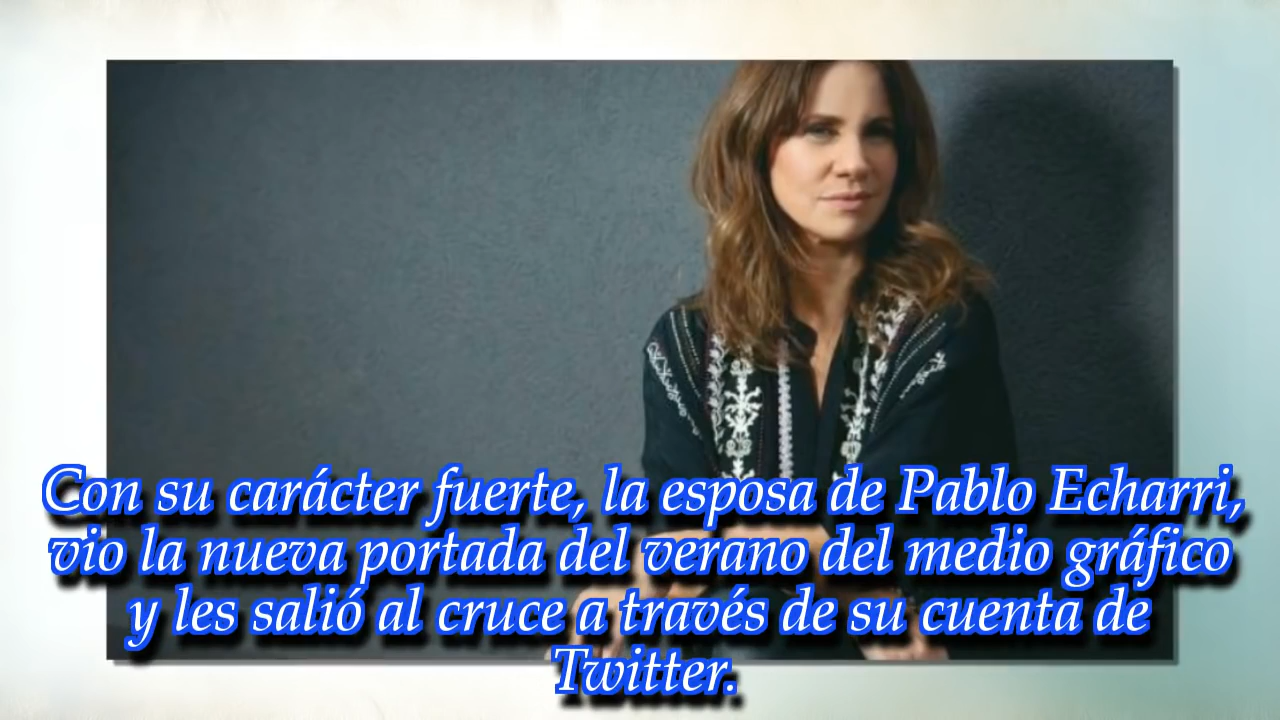 Con su carácter fuerte, la esposa de Pablo Echarri,
vio la nueva portada del verano del medio gráfico
y les salió al cruce a través de su cuenta de
Twitter.